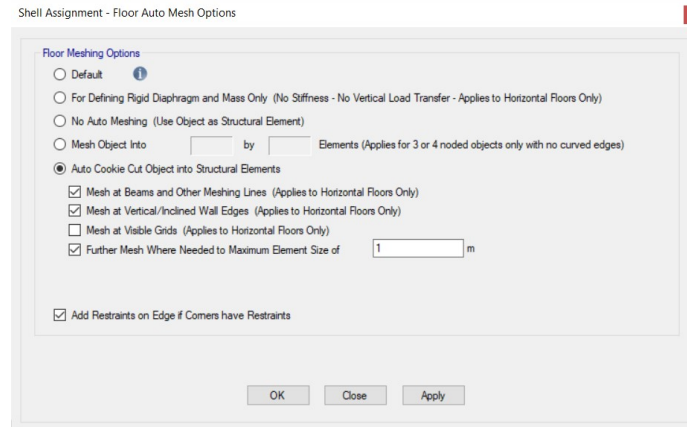 Shell Assignment - Floor Auto Mesh Options
Floor Meshing Options
Default
For Defining Rigid Diaphragm and Mass Only (No Stiffness - No Vertical Load Transfer - Applies to Horizontal Floors Only)
No Auto Meshing (Use Object as Structural Element)
Mesh Object Into by Elements (Applies for 3 or 4 noded objects only with no curved edges)
Auto Cookie Cut Object into Structural Elements
Mesh at Beams and Other Meshing Lines (Applies to Horizontal Floors Only)
Mesh at Vertical/Inclined Wall Edges (Applies to Horizontal Floors Only)
Mesh at Visible Grids (Applies to Horizontal Floors Only)
Further Mesh Where Needed to Maximum Element Size of 1 m
Add Restraints on Edge if Corners have Restraints
OK Close Apply